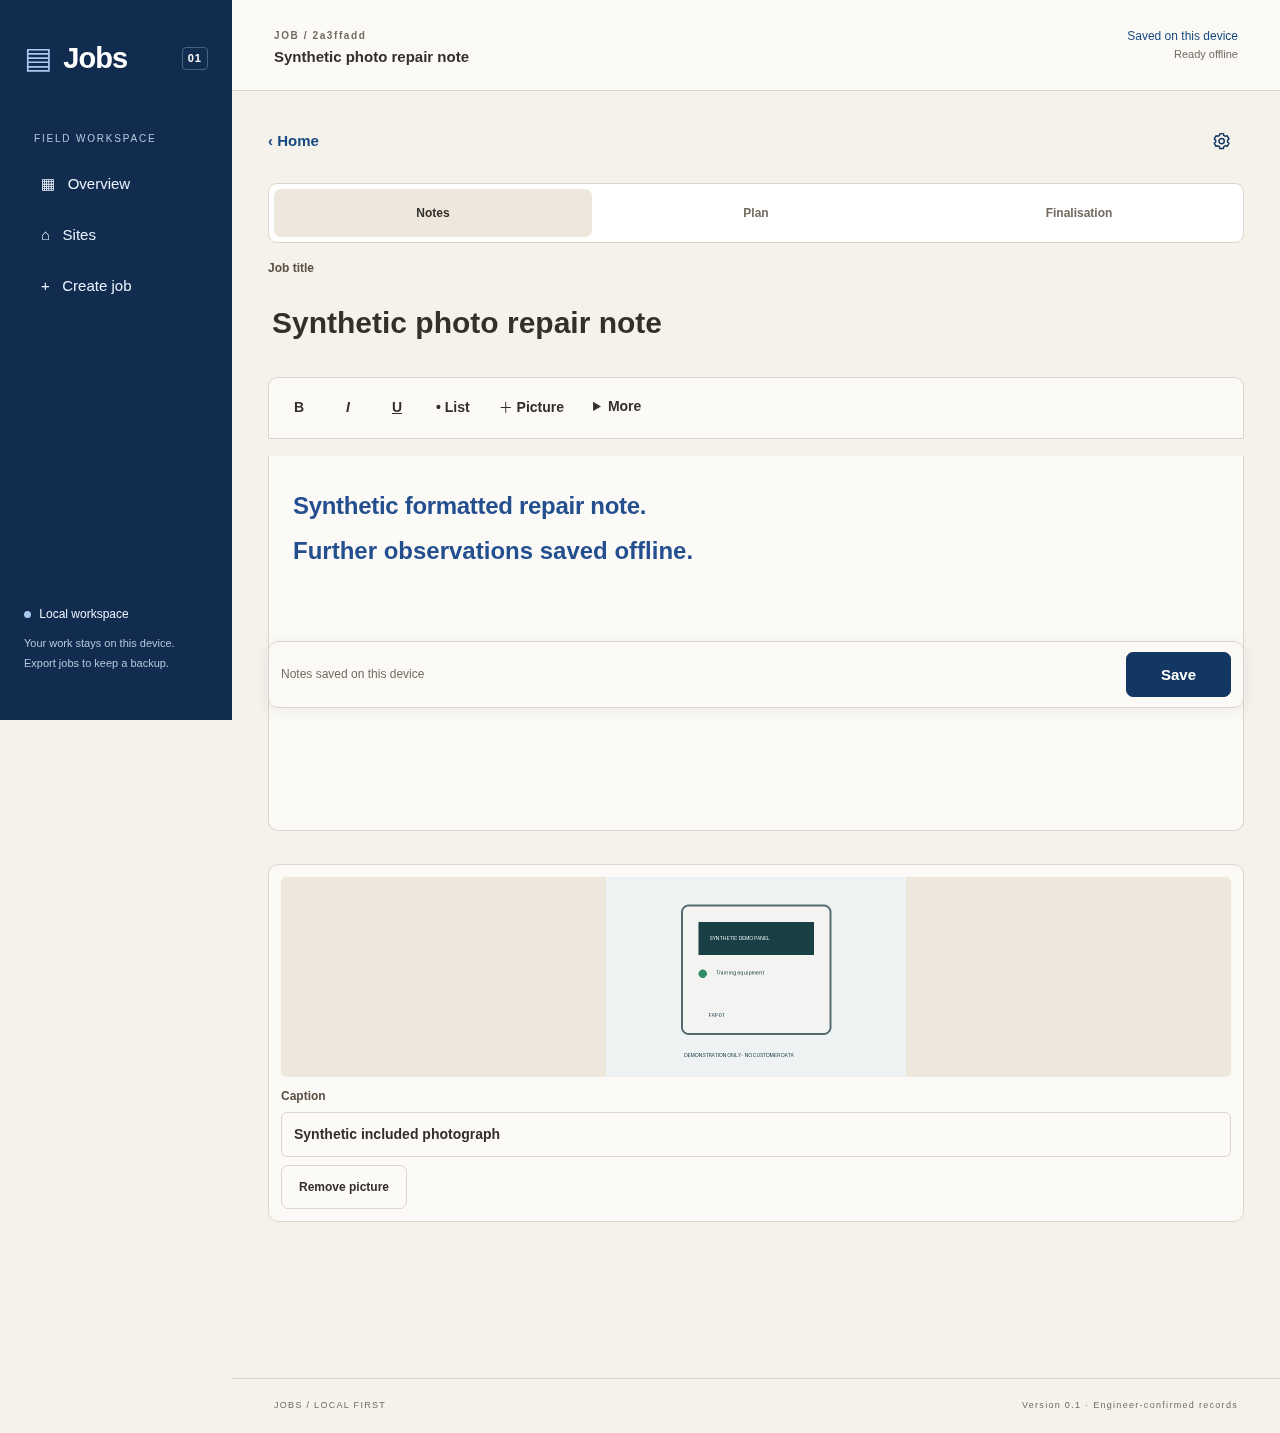 Jobs
01
FIELD WORKSPACE
Overview
Sites
+ Create job
Local workspace
Your work stays on this device.
Export jobs to keep a backup.
JOB / 2a3ffadd
Synthetic photo repair note
Saved on this device
Ready offline
‹ Home
Notes
Plan
Finalisation
Job title
Synthetic photo repair note
B
I
U
• List
+ Picture
▶ More
Synthetic formatted repair note.
Further observations saved offline.
Notes saved on this device
Save
SYNTHETIC DEMO PANEL
Training equipment
FAP-01
DEMONSTRATION ONLY · NO CUSTOMER DATA
Caption
Synthetic included photograph
Remove picture
JOBS / LOCAL FIRST
Version 0.1 · Engineer-confirmed records